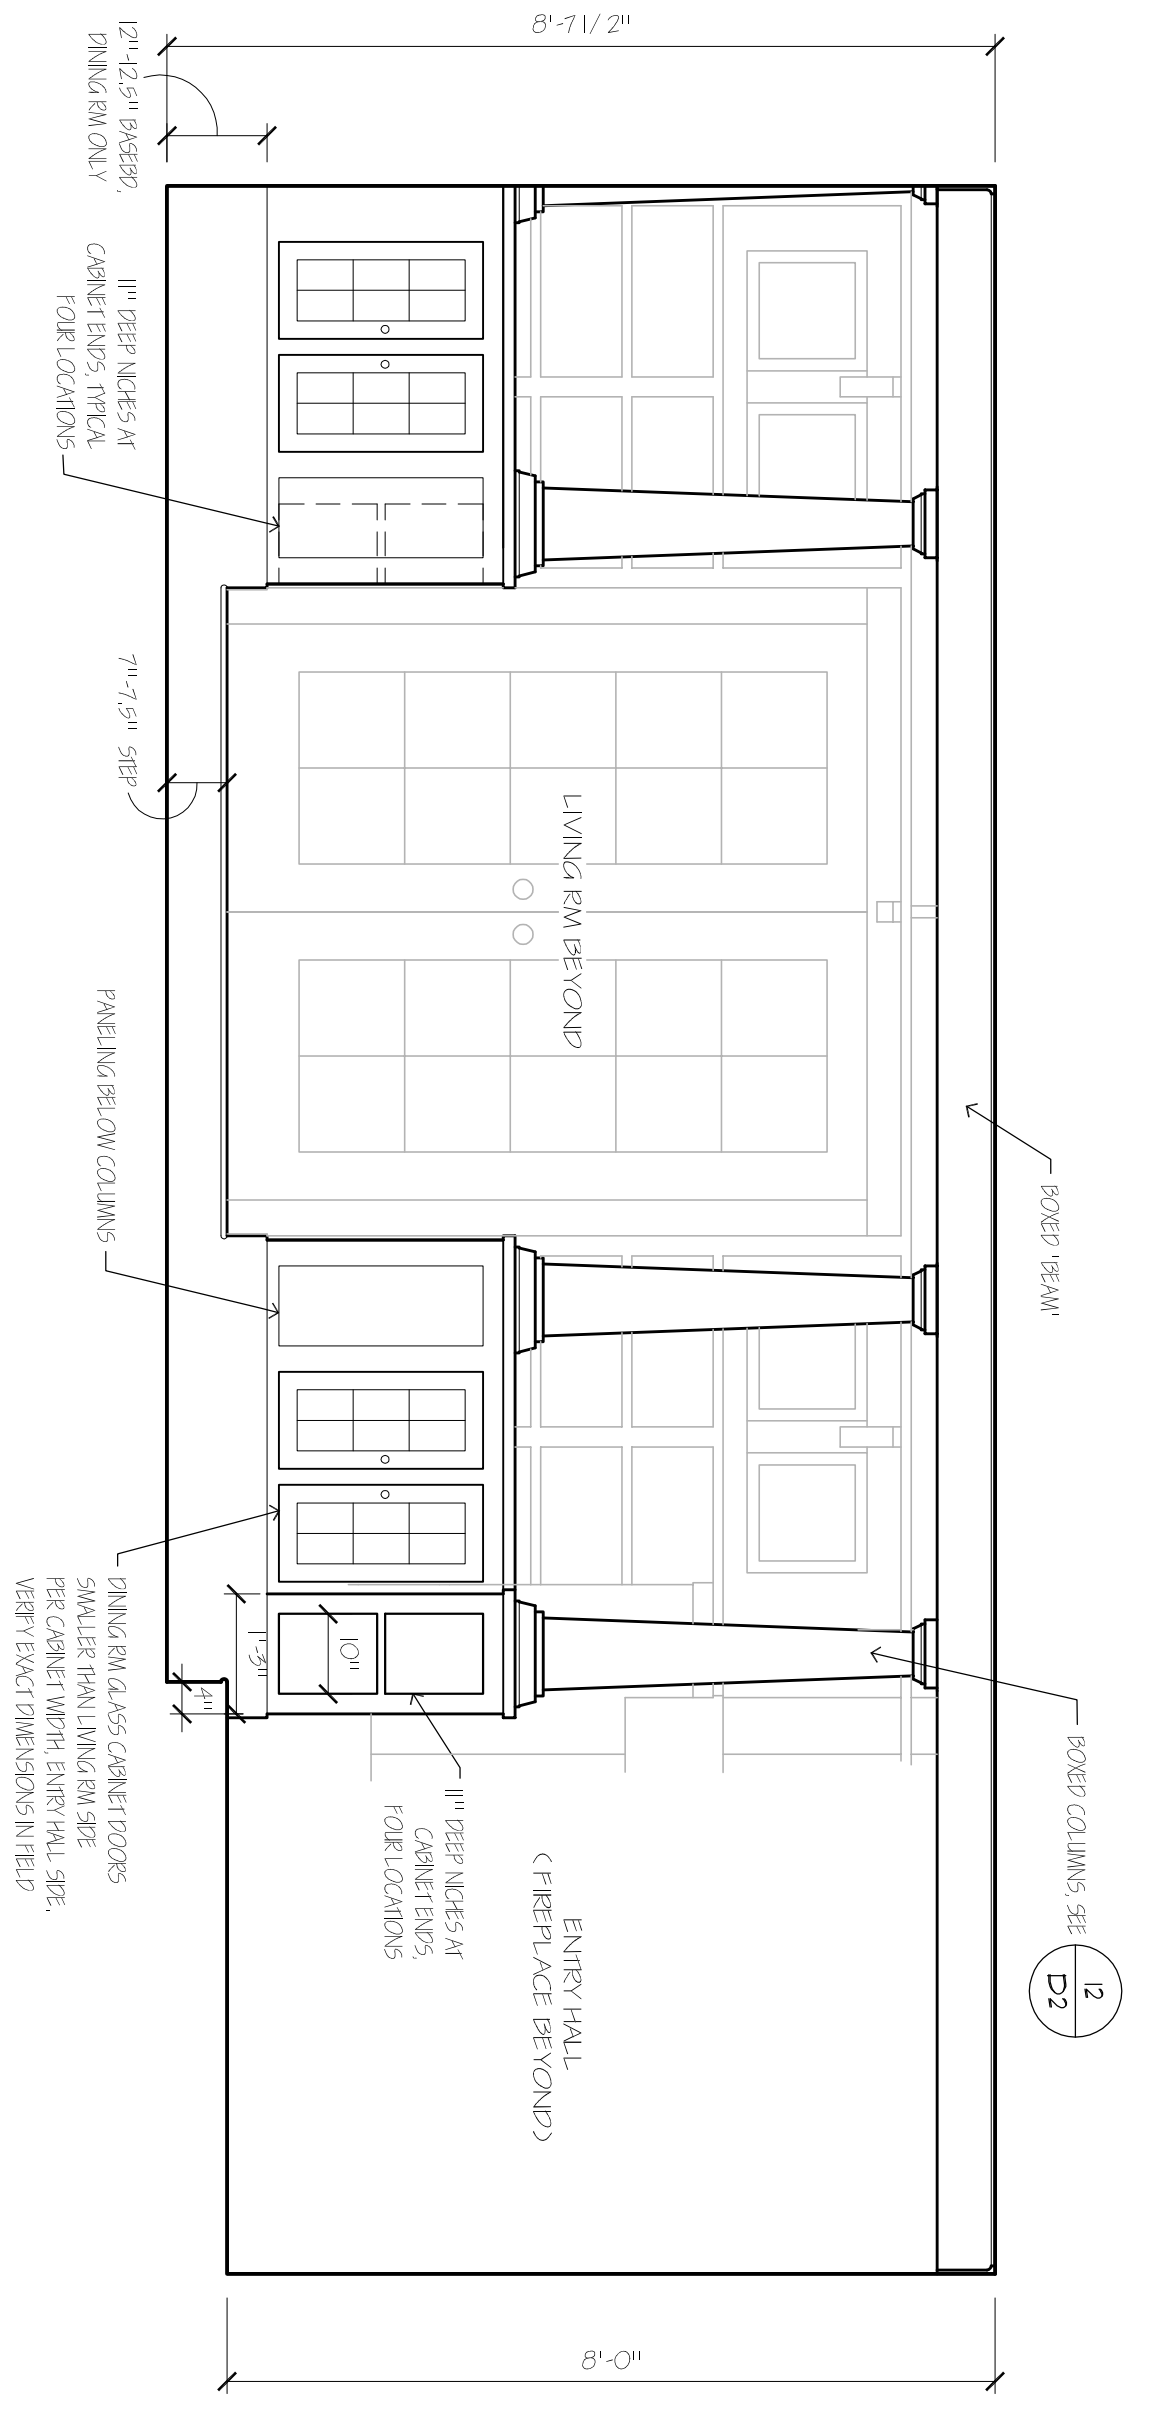 8'-7 1/2"
12"-12.5" BASEBD,
DINING RM ONLY
11" DEEP NICHES AT
CABINET ENDS, TYPICAL
FOUR LOCATIONS
7"-7.5" STEP
LIVING RM BEYOND
BOXED 'BEAM'
PANELING BELOW COLUMNS
DINING RM GLASS CABINET DOORS
SMALLER THAN LIVING RM SIDE
PER CABINET WIDTH, ENTRY HALL SIDE,
VERIFY EXACT DIMENSIONS IN FIELD
10"
1'-3"
4"
11" DEEP NICHES AT
CABINET ENDS,
FOUR LOCATIONS
BOXED COLUMNS, SEE
12
D2
ENTRY HALL
(FIREPLACE BEYOND)
8'-0"